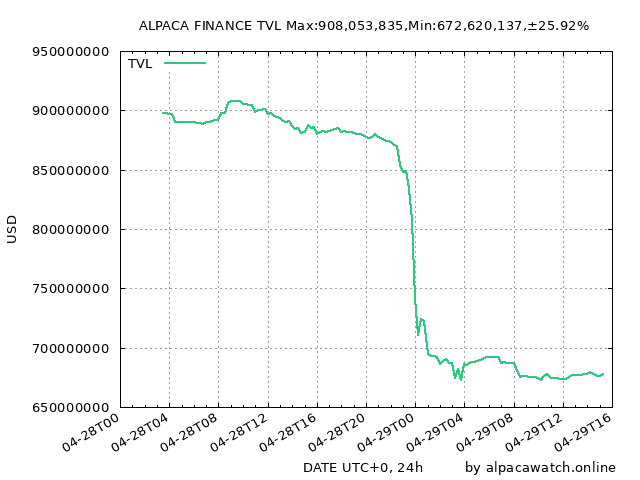 ALPACA FINANCE TVL Max:908,053,835,Min:672,620,137,±25.92%
TVL
950000000
900000000
850000000
800000000
750000000
700000000
650000000
USD
04-28T00
04-28T04
04-28T08
04-28T12
04-28T16
04-28T20
04-29T00
04-29T04
04-29T08
04-29T12
04-29T16
DATE UTC+0, 24h
by alpacawatch.online